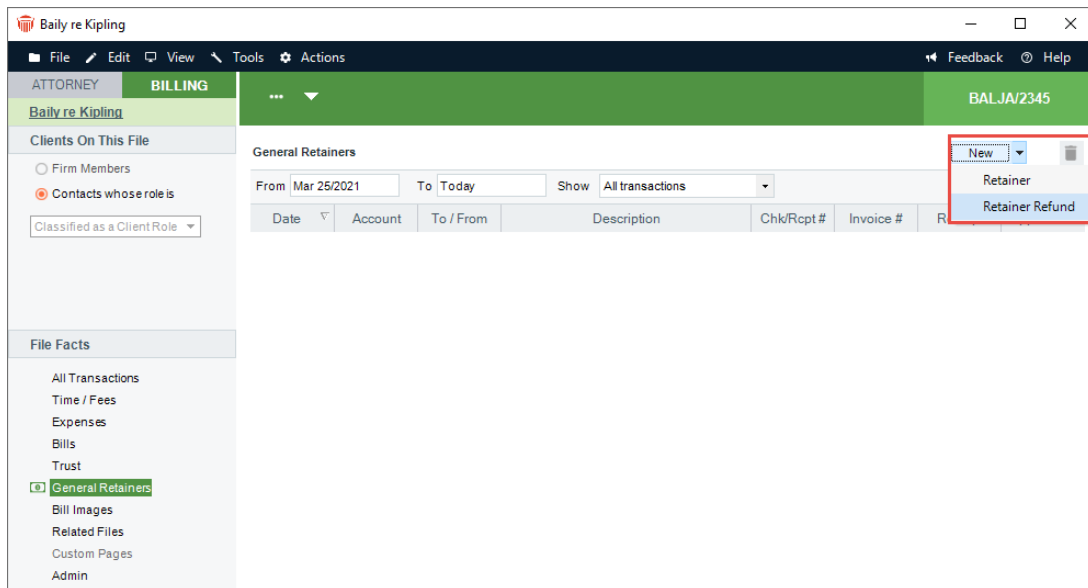 Baily re Kipling
File Edit View Tools Actions Feedback Help
ATTORNEY BILLING
BALJA/2345
Baily re Kipling
Clients On This File
Firm Members
Contacts whose role is
Classified as a Client Role
General Retainers
New
Retainer
Retainer Refund
From Mar 25/2021 To Today Show All transactions
Date Account To / From Description Chk/Rcpt # Invoice #
File Facts
All Transactions
Time / Fees
Expenses
Bills
Trust
General Retainers
Bill Images
Related Files
Custom Pages
Admin